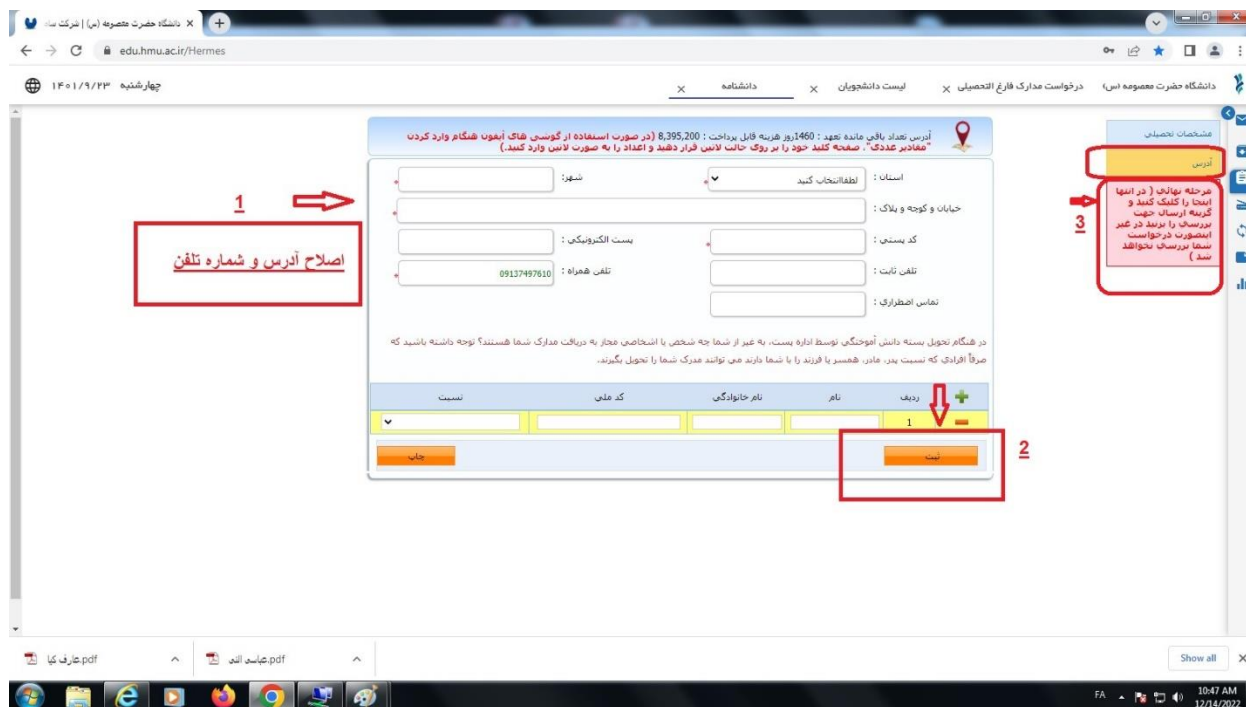 دانشگاه حضرت معصومه (س) | شرکت سا
edu.hmu.ac.ir/Hermes
دانشگاه حضرت معصومه (س)
درخواست مدارک فارغ التحصیلی
لیست دانشجویان
دانشنامه
چهارشنبه ۱۴۰۱/۹/۲۳
مشخصات تحصیلی
آدرس
مرحله نهائی ( در انتها
اینجا را کلیک کنید و
گزینه ارسال جهت
بررسی را بزنید در غیر
اینصورت درخواست
شما بررسی نخواهد
شد )
3
آدرس تعداد باقی مانده تعهد : 1460روز هزینه قابل پرداخت : 8,395,200 (در صورت استفاده از گوشی های آیفون هنگام وارد کردن
"مقادیر عددی"، صفحه کلید خود را بر روی حالت لاتین قرار دهید و اعداد را به صورت لاتین وارد کنید.)
استان :
لطفاانتخاب کنید
شهر:
خیابان و کوچه و پلاک :
کد پستی :
پست الکترونیکی :
تلفن ثابت :
تلفن همراه :
09137497610
تماس اضطراری :
1
اصلاح آدرس و شماره تلفن
در هنگام تحویل بسته دانش آموختگی توسط اداره پست، به غیر از شما چه شخص یا اشخاصی مجاز به دریافت مدارک شما هستند؟ توجه داشته باشید که
صرفاً افرادی که نسبت پدر، مادر، همسر یا فرزند را با شما دارند می توانند مدرک شما را تحویل بگیرند.
ردیف
نام
نام خانوادگی
کد ملی
نسبت
1
ثبت
چاپ
2
عارف کیا.pdf
Show all
FA
10:47 AM
12/14/2022